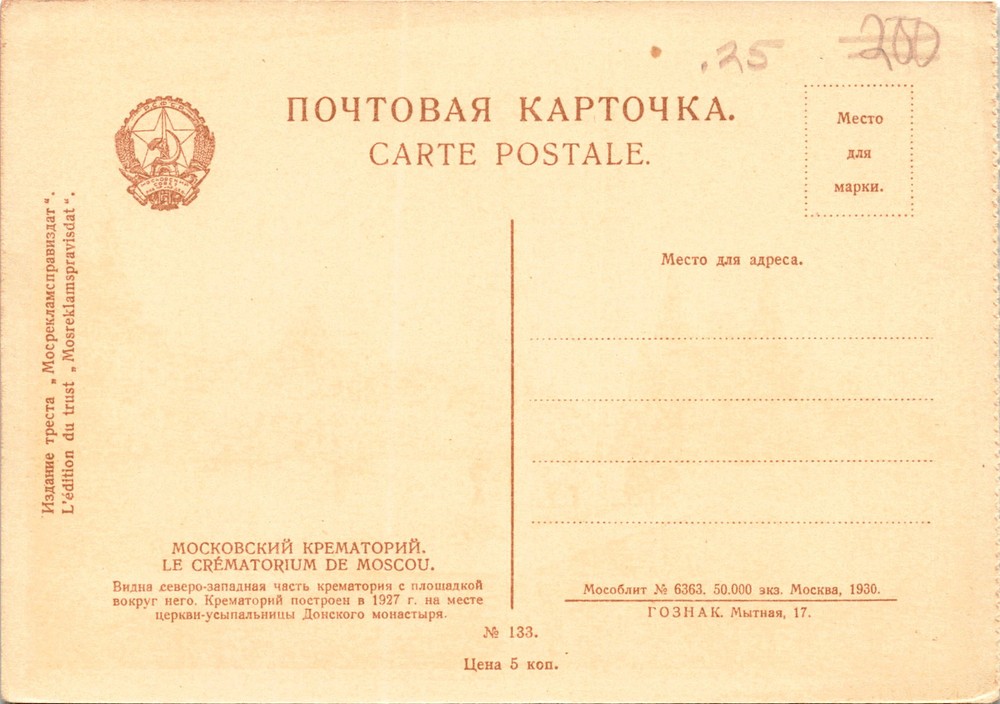 .25
200
ПОЧТОВАЯ КАРТОЧКА.
CARTE POSTALE.
Место
для
марки.
Издание треста „Мосрекламсправиздат“.
L'édition du trust „Mosreklamspravisdat“.
Место для адреса.
МОСКОВСКИЙ КРЕМАТОРИЙ.
LE CRÉMATORIUM DE MOSCOU.
Видна северо-западная часть крематория с площадкой
вокруг него. Крематорий построен в 1927 г. на месте
церкви-усыпальницы Донского монастыря.
Мособлит № 6363. 50.000 экз. Москва, 1930.
ГОЗНАК. Мытная, 17.
№ 133.
Цена 5 коп.